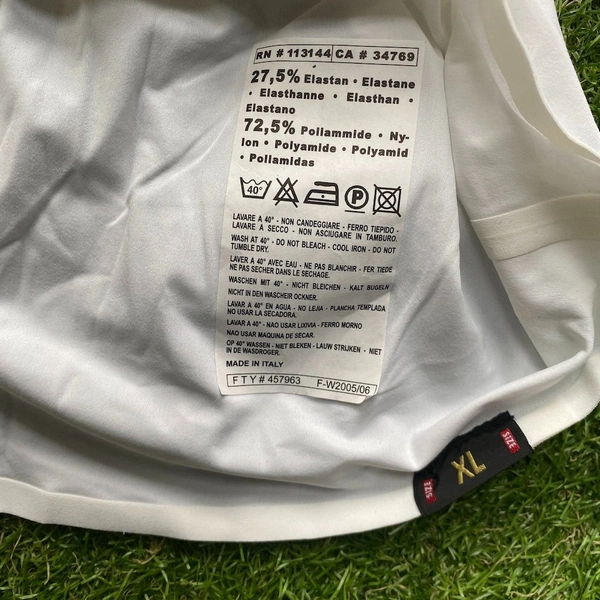 RN # 113144 CA # 34769
27,5% Elastan • Elastane
• Elasthanne • Elasthan •
Elastano
72,5% Poliammide • Ny-
lon • Polyamide • Polyamid
• Poliamidas
40° P
LAVARE A 40° - NON CANDEGGIARE - FERRO TIEPIDO -
LAVARE A SECCO - NON ASCIUGARE IN TAMBURO.
WASH AT 40° - DO NOT BLEACH - COOL IRON - DO NOT
TUMBLE DRY.
LAVER A 40° AVEC EAU - NE PAS BLANCHIR - FER TIEDE
NE PAS SECHER DANS LE SECHAGE.
WASCHEN MIT 40° - NICHT BLEICHEN - KALT BUGELN
NICHT IN DEN WASCHEIR OCKNER.
LAVAR A 40° EN AGUA - NO LEJIA - PLANCHA TEMPLADA
NO USAR LA SECADORA.
LAVAR A 40° - NAO USAR LIXIVIA - FERRO MORNO
NAO USAR MAQUINA DE SECAR.
OP 40° WASSEN - NIET BLEKEN - LAUW STRIJKEN - NIET
IN DE WASDROGER.
MADE IN ITALY
FTY# 457963 F-W2005/06
SIZE XL SIZE